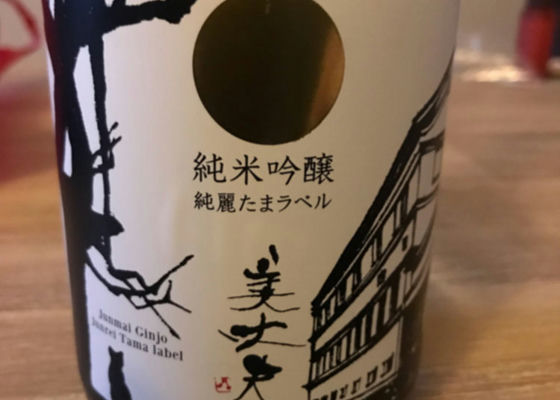 純米吟醸
純麗たまラベル
美丈夫
Junmai Ginjo
Junrei Tama label